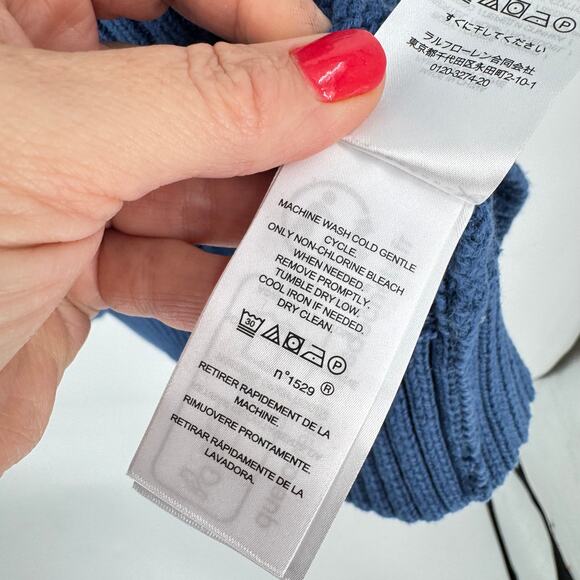 すぐに干してください
ラルフローレン合同会社
東京都千代田区永田町2-10-1
0120-3274-20
MACHINE WASH COLD GENTLE
CYCLE.
ONLY NON-CHLORINE BLEACH
WHEN NEEDED.
REMOVE PROMPTLY.
TUMBLE DRY LOW.
COOL IRON IF NEEDED.
DRY CLEAN.
30 P
n°1529 ®
RETIRER RAPIDEMENT DE LA
MACHINE.
RIMUOVERE PRONTAMENTE.
RETIRAR RÁPIDAMENTE DE LA
LAVADORA.